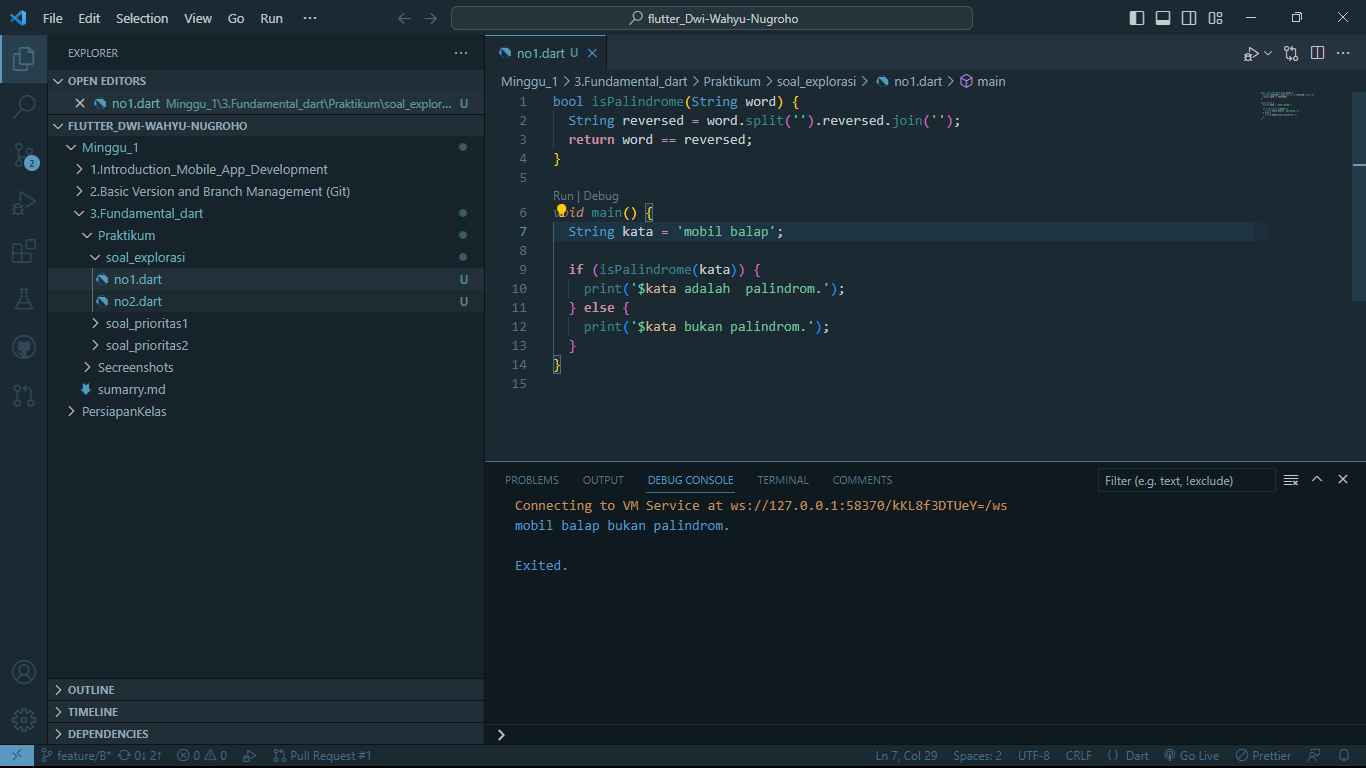 File Edit Selection View Go Run ··· flutter_Dwi-Wahyu-Nugroho
EXPLORER ···
OPEN EDITORS
no1.dart Minggu_1\3.Fundamental_dart\Praktikum\soal_explor... U
FLUTTER_DWI-WAHYU-NUGROHO
Minggu_1
1.Introduction_Mobile_App_Development
2.Basic Version and Branch Management (Git)
3.Fundamental_dart
Praktikum
soal_explorasi
no1.dart U
no2.dart U
soal_prioritas1
soal_prioritas2
Secreenshots
sumarry.md
PersiapanKelas
OUTLINE
TIMELINE
DEPENDENCIES
2
no1.dart U
Minggu_1 > 3.Fundamental_dart > Praktikum > soal_explorasi > no1.dart > main
1 bool isPalindrome(String word) {
2 String reversed = word.split('').reversed.join('');
3 return word == reversed;
4 }
5
Run | Debug
6 void main() {
7 String kata = 'mobil balap';
8
9 if (isPalindrome(kata)) {
10 print('$kata adalah  palindrom.');
11 } else {
12 print('$kata bukan palindrom.');
13 }
14 }
15
PROBLEMS OUTPUT DEBUG CONSOLE TERMINAL COMMENTS Filter (e.g. text, !exclude)
Connecting to VM Service at ws://127.0.0.1:58370/kKL8f3DTUeY=/ws
mobil balap bukan palindrom.
Exited.
feature/B* 0↓ 2↑ 0 0 Pull Request #1 Ln 7, Col 29 Spaces: 2 UTF-8 CRLF { } Dart Go Live Prettier